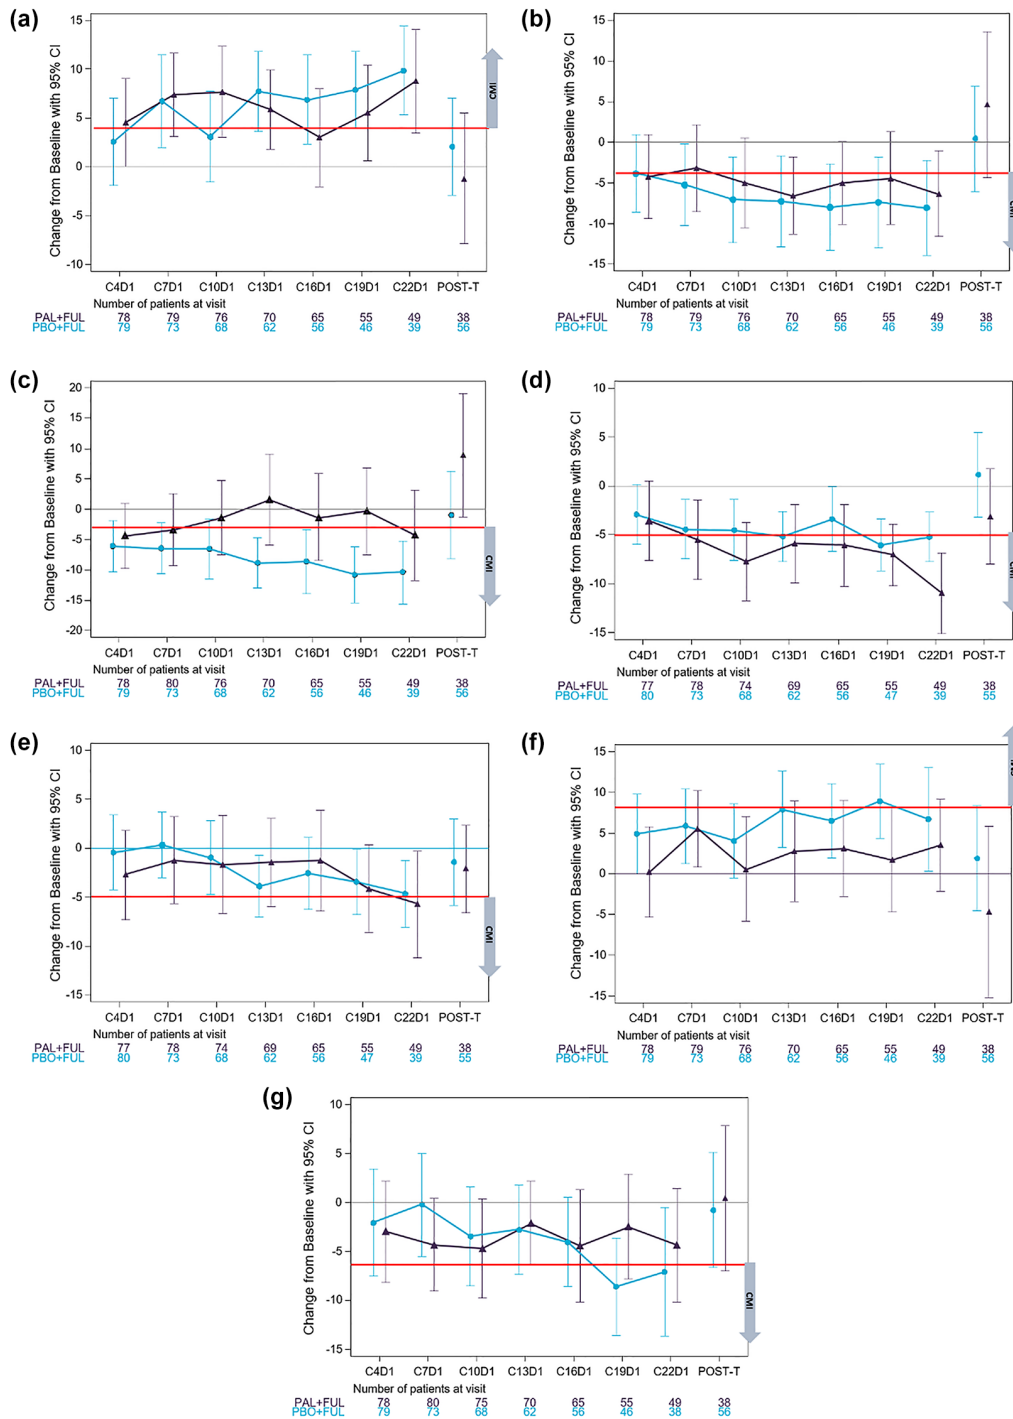 (a)
Change from Baseline with 95% CI
15
10
5
0
-5
-10
CMI
C4D1 C7D1 C10D1 C13D1 C16D1 C19D1 C22D1 POST-T
Number of patients at visit
PAL+FUL 78 79 76 70 65 55 49 38
PBO+FUL 79 73 68 62 56 46 39 56
(b)
Change from Baseline with 95% CI
15
10
5
0
-5
-10
-15
CMI
C4D1 C7D1 C10D1 C13D1 C16D1 C19D1 C22D1 POST-T
Number of patients at visit
PAL+FUL 78 79 76 70 65 55 49 38
PBO+FUL 79 73 68 62 56 46 39 56
(c)
Change from Baseline with 95% CI
20
15
10
5
0
-5
-10
-15
-20
CMI
C4D1 C7D1 C10D1 C13D1 C16D1 C19D1 C22D1 POST-T
Number of patients at visit
PAL+FUL 78 80 76 70 65 55 49 38
PBO+FUL 79 73 68 62 56 46 39 56
(d)
Change from Baseline with 95% CI
10
5
0
-5
-10
-15
CMI
C4D1 C7D1 C10D1 C13D1 C16D1 C19D1 C22D1 POST-T
Number of patients at visit
PAL+FUL 77 78 74 69 65 55 49 38
PBO+FUL 80 73 68 62 56 47 39 55
(e)
Change from Baseline with 95% CI
10
5
0
-5
-10
-15
CMI
C4D1 C7D1 C10D1 C13D1 C16D1 C19D1 C22D1 POST-T
Number of patients at visit
PAL+FUL 77 78 74 69 65 55 49 38
PBO+FUL 80 73 68 62 56 47 39 55
(f)
Change from Baseline with 95% CI
15
10
5
0
-5
-10
-15
C4D1 C7D1 C10D1 C13D1 C16D1 C19D1 C22D1 POST-T
Number of patients at visit
PAL+FUL 78 79 76 70 65 55 49 38
PBO+FUL 79 73 68 62 56 46 39 56
(g)
Change from Baseline with 95% CI
10
5
0
-5
-10
-15
CMI
C4D1 C7D1 C10D1 C13D1 C16D1 C19D1 C22D1 POST-T
Number of patients at visit
PAL+FUL 78 80 75 70 65 55 49 38
PBO+FUL 79 73 68 62 56 46 38 56